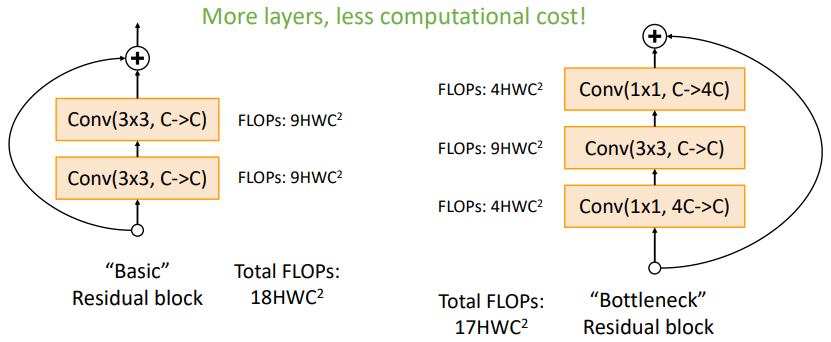 More layers, less computational cost!
Conv(3x3, C->C)
FLOPs: 9HWC²
Conv(3x3, C->C)
FLOPs: 9HWC²
"Basic"
Residual block
Total FLOPs:
18HWC²
FLOPs: 4HWC²
Conv(1x1, C->4C)
FLOPs: 9HWC²
Conv(3x3, C->C)
FLOPs: 4HWC²
Conv(1x1, 4C->C)
Total FLOPs:
17HWC²
"Bottleneck"
Residual block